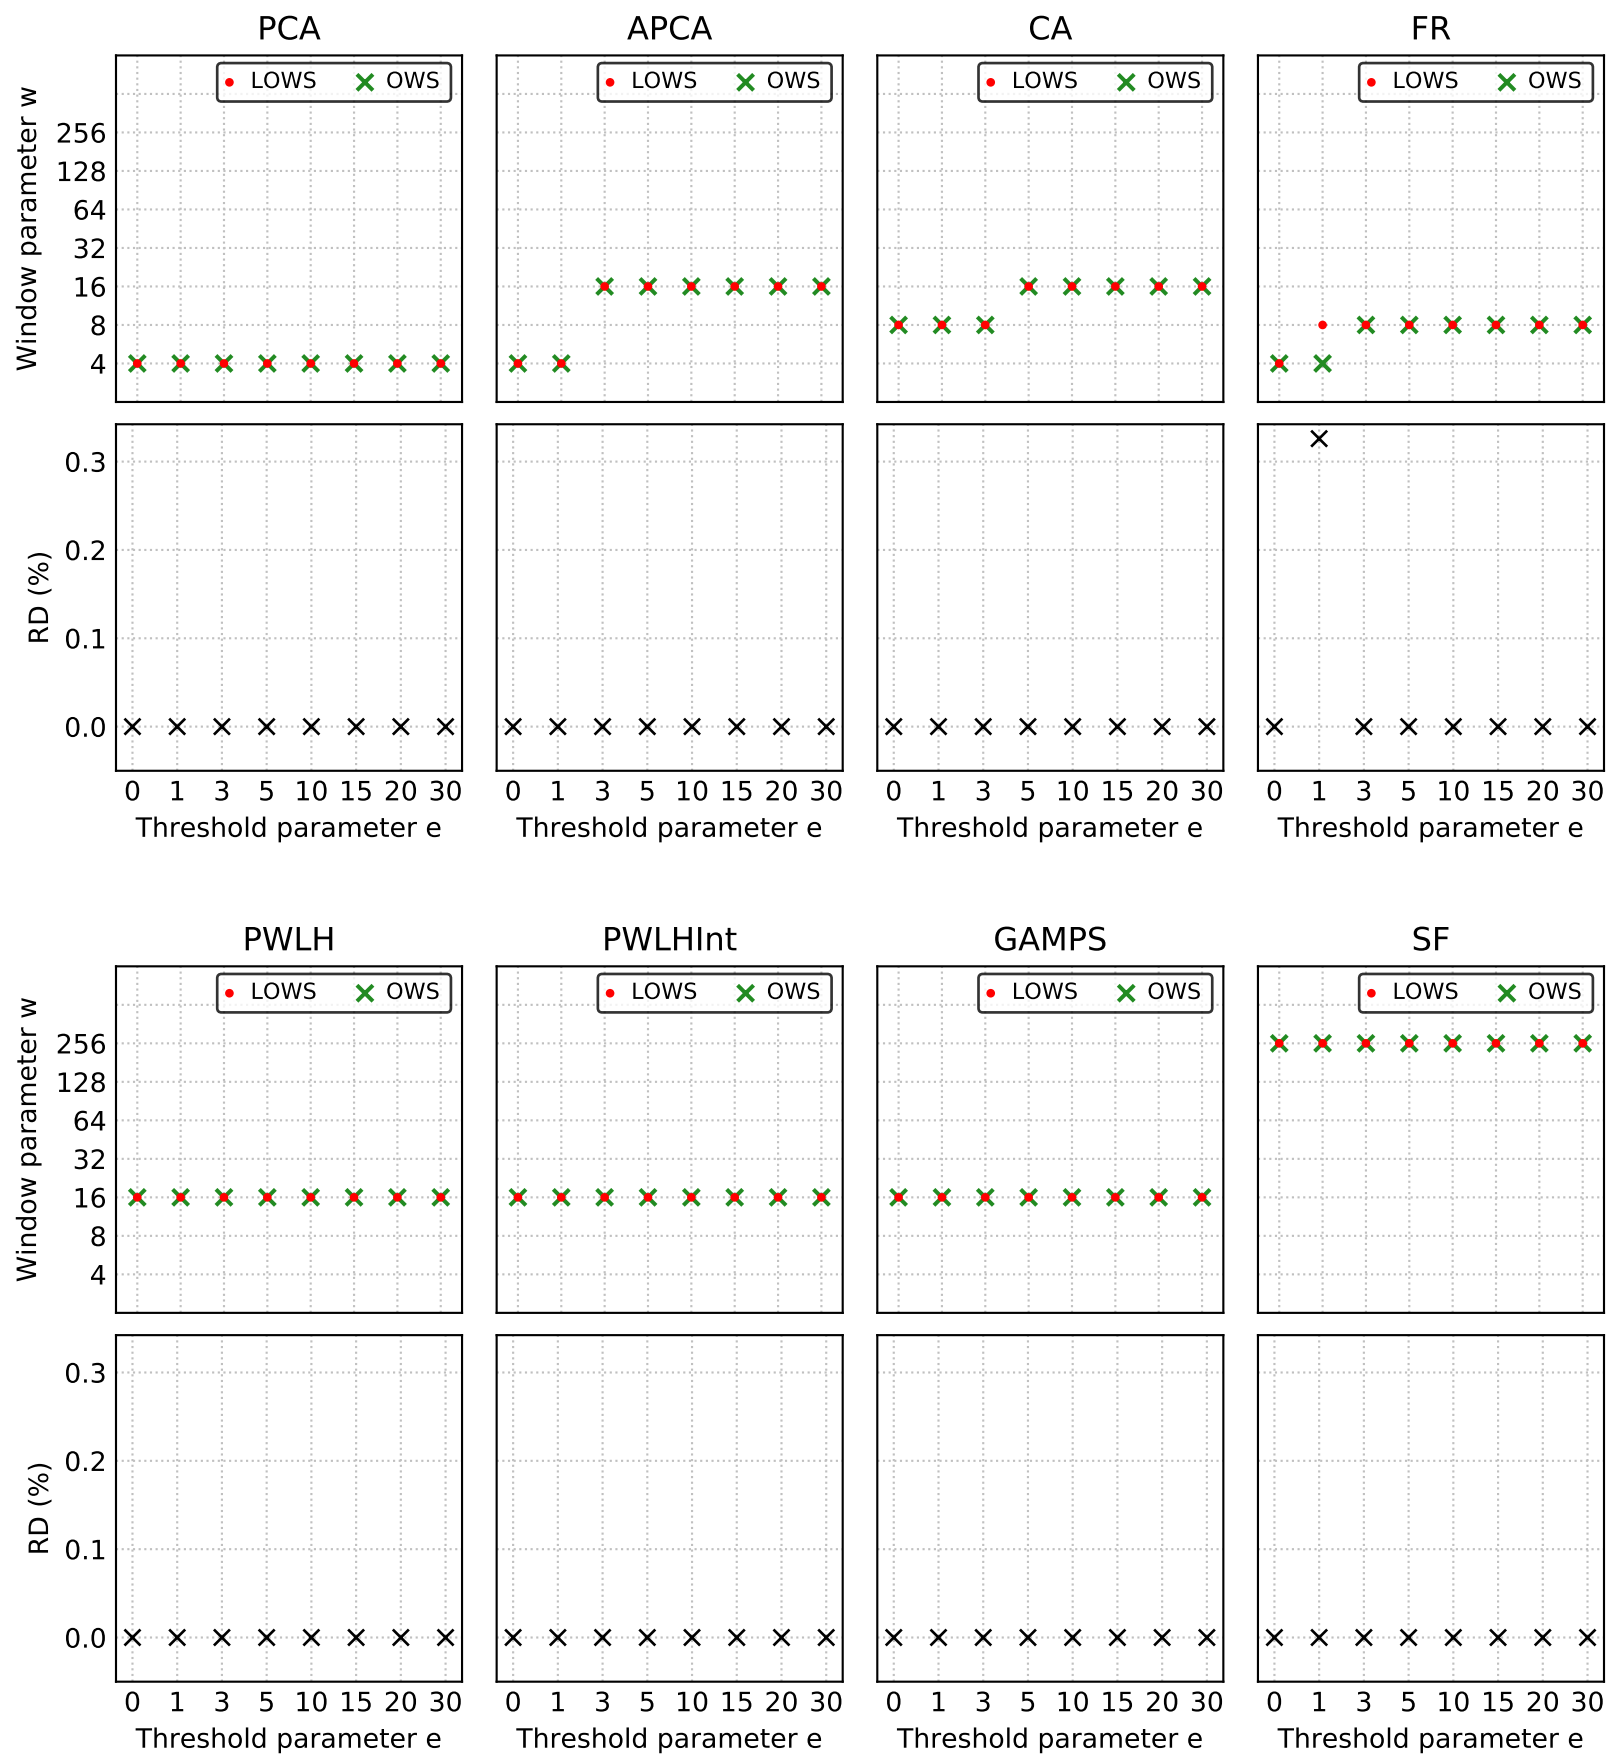 PCA APCA CA FR
LOWS OWS LOWS OWS LOWS OWS LOWS OWS
Window parameter w
256
128
64
32
16
8
4
RD (%)
0.3
0.2
0.1
0.0
0 1 3 5 10 15 20 30 0 1 3 5 10 15 20 30 0 1 3 5 10 15 20 30 0 1 3 5 10 15 20 30
Threshold parameter e Threshold parameter e Threshold parameter e Threshold parameter e
PWLH PWLHInt GAMPS SF
LOWS OWS LOWS OWS LOWS OWS LOWS OWS
Window parameter w
256
128
64
32
16
8
4
RD (%)
0.3
0.2
0.1
0.0
0 1 3 5 10 15 20 30 0 1 3 5 10 15 20 30 0 1 3 5 10 15 20 30 0 1 3 5 10 15 20 30
Threshold parameter e Threshold parameter e Threshold parameter e Threshold parameter e